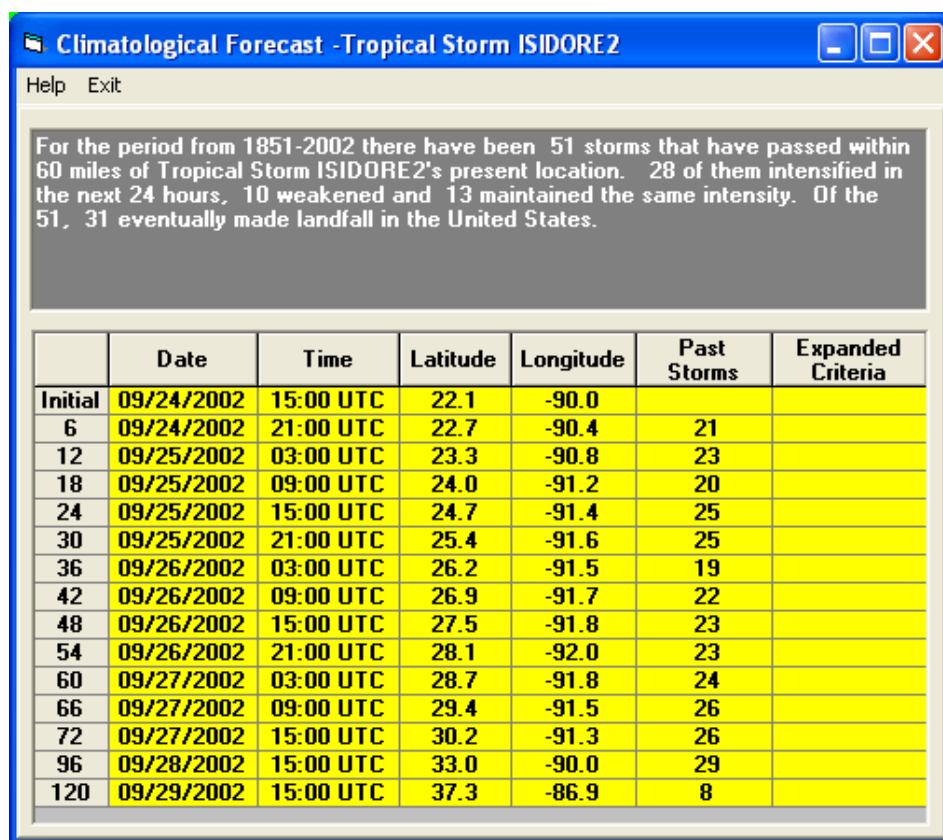 Climatological Forecast -Tropical Storm ISIDORE2
Help Exit
For the period from 1851-2002 there have been 51 storms that have passed within
60 miles of Tropical Storm ISIDORE2's present location. 28 of them intensified in
the next 24 hours, 10 weakened and 13 maintained the same intensity. Of the
51, 31 eventually made landfall in the United States.
Date Time Latitude Longitude Past Storms Expanded Criteria
Initial 09/24/2002 15:00 UTC 22.1 -90.0
6 09/24/2002 21:00 UTC 22.7 -90.4 21
12 09/25/2002 03:00 UTC 23.3 -90.8 23
18 09/25/2002 09:00 UTC 24.0 -91.2 20
24 09/25/2002 15:00 UTC 24.7 -91.4 25
30 09/25/2002 21:00 UTC 25.4 -91.6 25
36 09/26/2002 03:00 UTC 26.2 -91.5 19
42 09/26/2002 09:00 UTC 26.9 -91.7 22
48 09/26/2002 15:00 UTC 27.5 -91.8 23
54 09/26/2002 21:00 UTC 28.1 -92.0 23
60 09/27/2002 03:00 UTC 28.7 -91.8 24
66 09/27/2002 09:00 UTC 29.4 -91.5 26
72 09/27/2002 15:00 UTC 30.2 -91.3 26
96 09/28/2002 15:00 UTC 33.0 -90.0 29
120 09/29/2002 15:00 UTC 37.3 -86.9 8